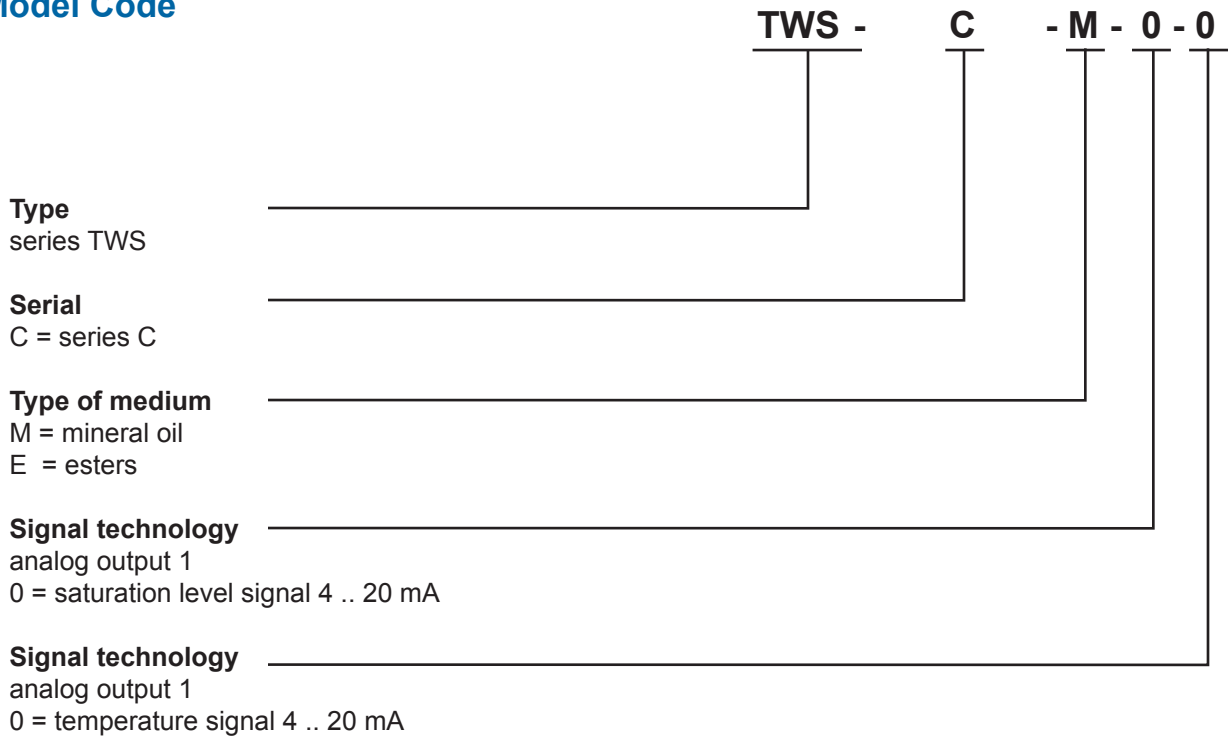 Model Code
TWS - C - M - 0 - 0
Type
series TWS
Serial
C = series C
Type of medium
M = mineral oil
E = esters
Signal technology
analog output 1
0 = saturation level signal 4 .. 20 mA
Signal technology
analog output 1
0 = temperature signal 4 .. 20 mA